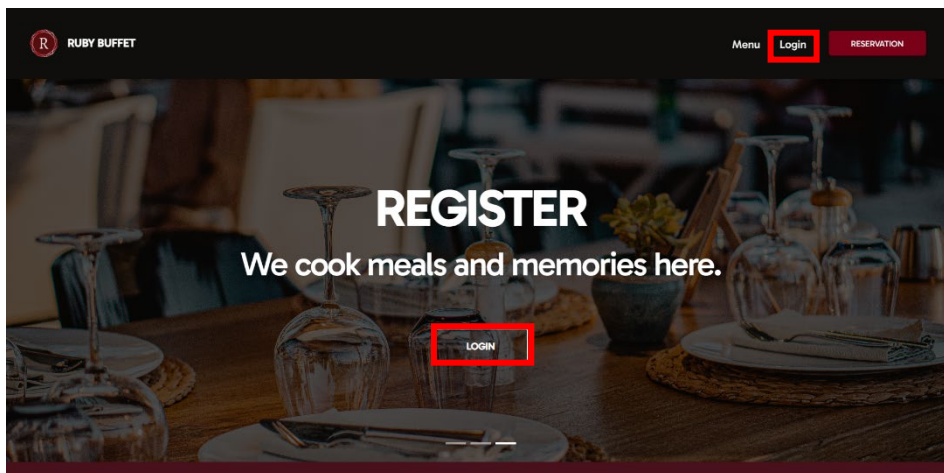 R RUBY BUFFET Menu Login RESERVATION
REGISTER
We cook meals and memories here.
LOGIN